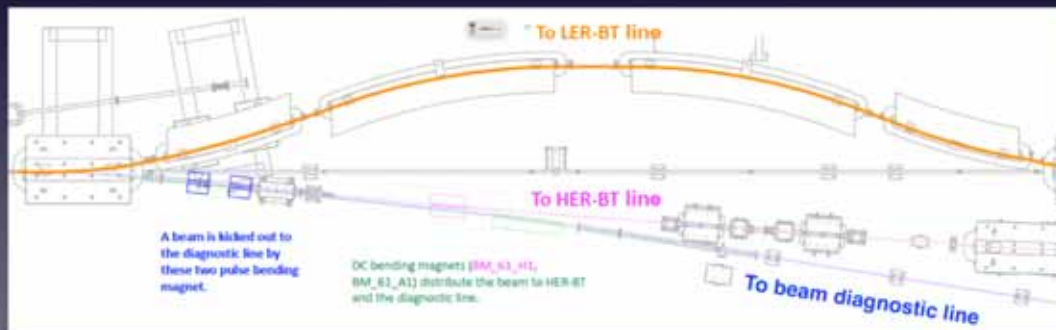 To LER-BT line
To HER-BT line
A beam is kicked out to
the diagnostic line by
these two pulse bending
magnet.
DC bending magnets (BM_61_H1,
BM_61_A1) distribute the beam to HER-BT
and the diagnostic line.
To beam diagnostic line